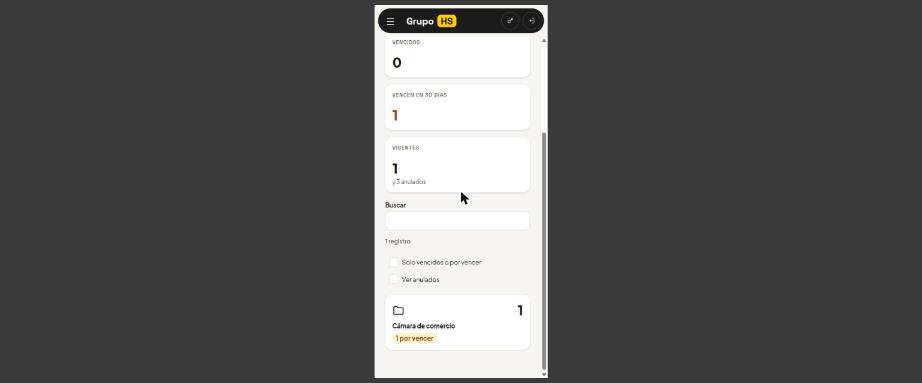 Grupo HS
VENCIDOS
0
VENCEN EN 30 DÍAS
1
VIGENTES
1
y 3 anulados
Buscar
1 registro
Solo vencidos o por vencer
Ver anulados
1
Cámara de comercio
1 por vencer